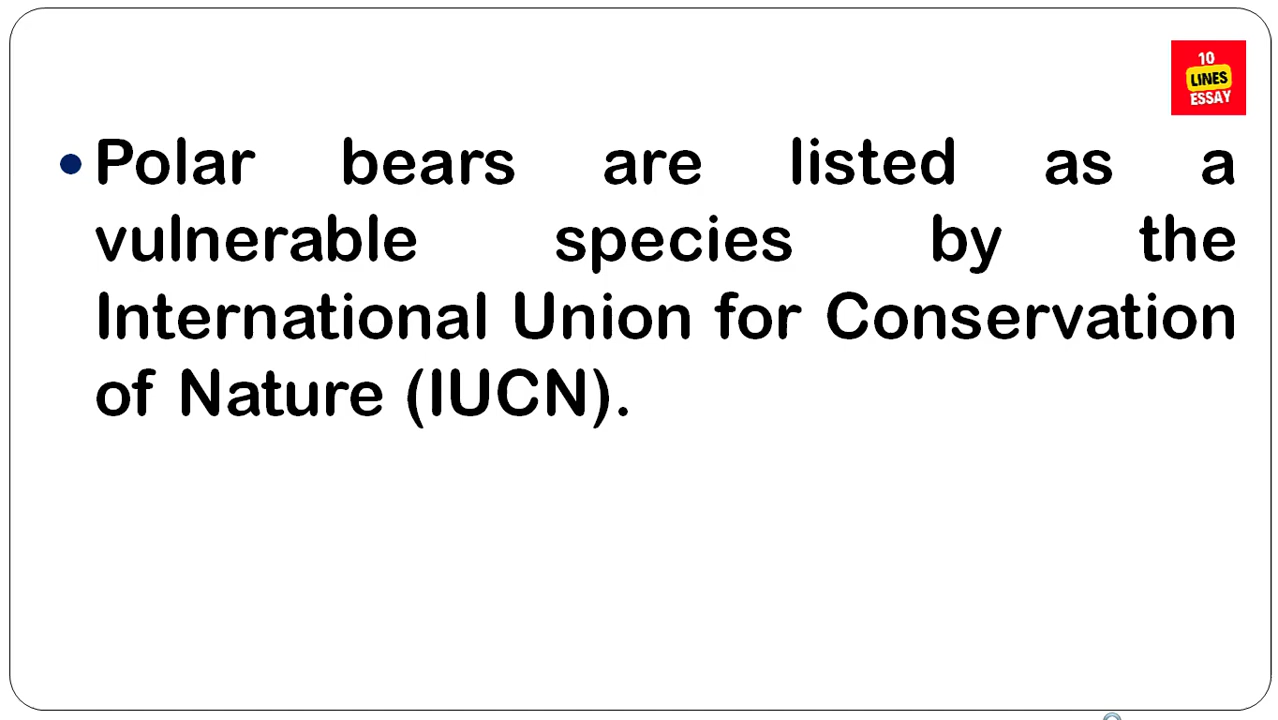 10
LINES
ESSAY
• Polar bears are listed as a
vulnerable species by the
International Union for Conservation
of Nature (IUCN).